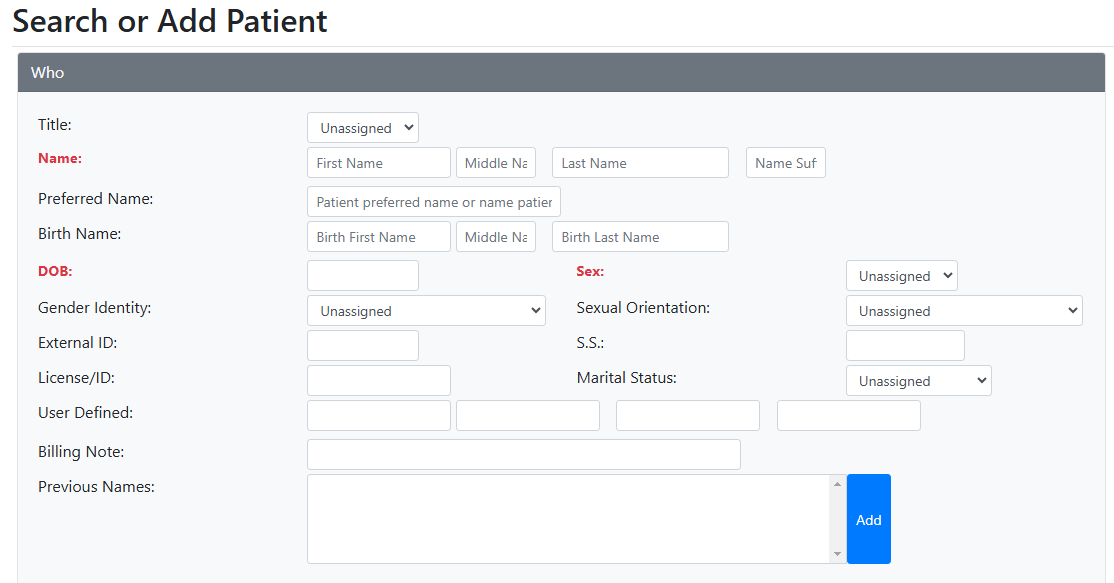 Search or Add Patient
Who
Title: Unassigned
Name: First Name Middle Na Last Name Name Suf
Preferred Name: Patient preferred name or name patier
Birth Name: Birth First Name Middle Na Birth Last Name
DOB: Sex: Unassigned
Gender Identity: Unassigned Sexual Orientation: Unassigned
External ID: S.S.:
License/ID: Marital Status: Unassigned
User Defined:
Billing Note:
Previous Names: Add